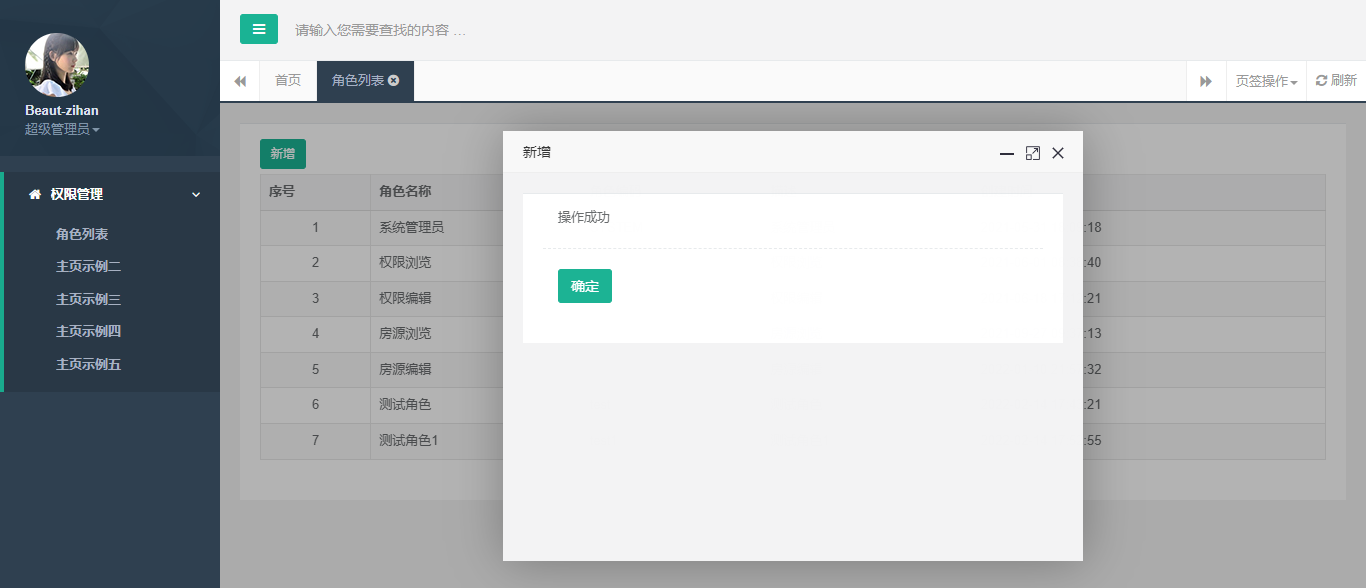 请输入您需要查找的内容 …
首页
角色列表
页签操作
刷新
Beaut-zihan
超级管理员
权限管理
角色列表
主页示例二
主页示例三
主页示例四
主页示例五
新增
序号 角色名称
1 系统管理员 :18
2 权限浏览 :40
3 权限编辑 :21
4 房源浏览 :13
5 房源编辑 :32
6 测试角色 :21
7 测试角色1 :55
新增
操作成功
确定